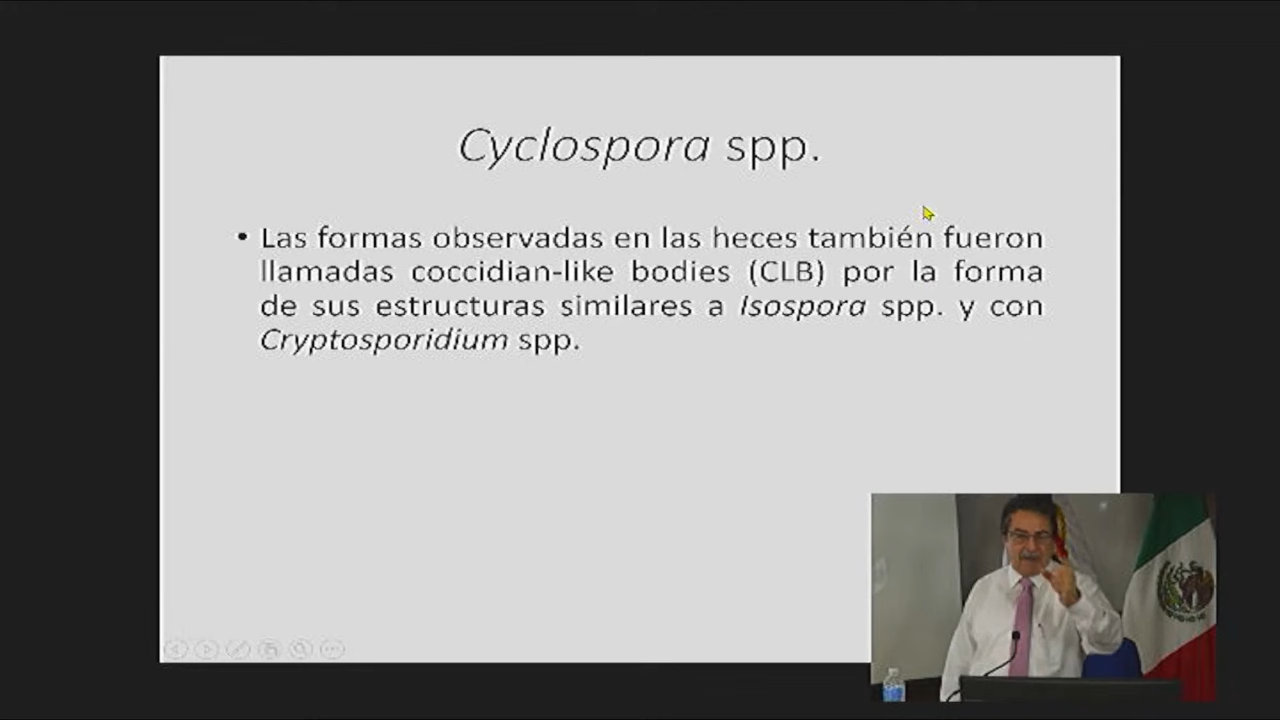 Cyclospora spp.
• Las formas observadas en las heces también fueron
llamadas coccidian-like bodies (CLB) por la forma
de sus estructuras similares a Isospora spp. y con
Cryptosporidium spp.